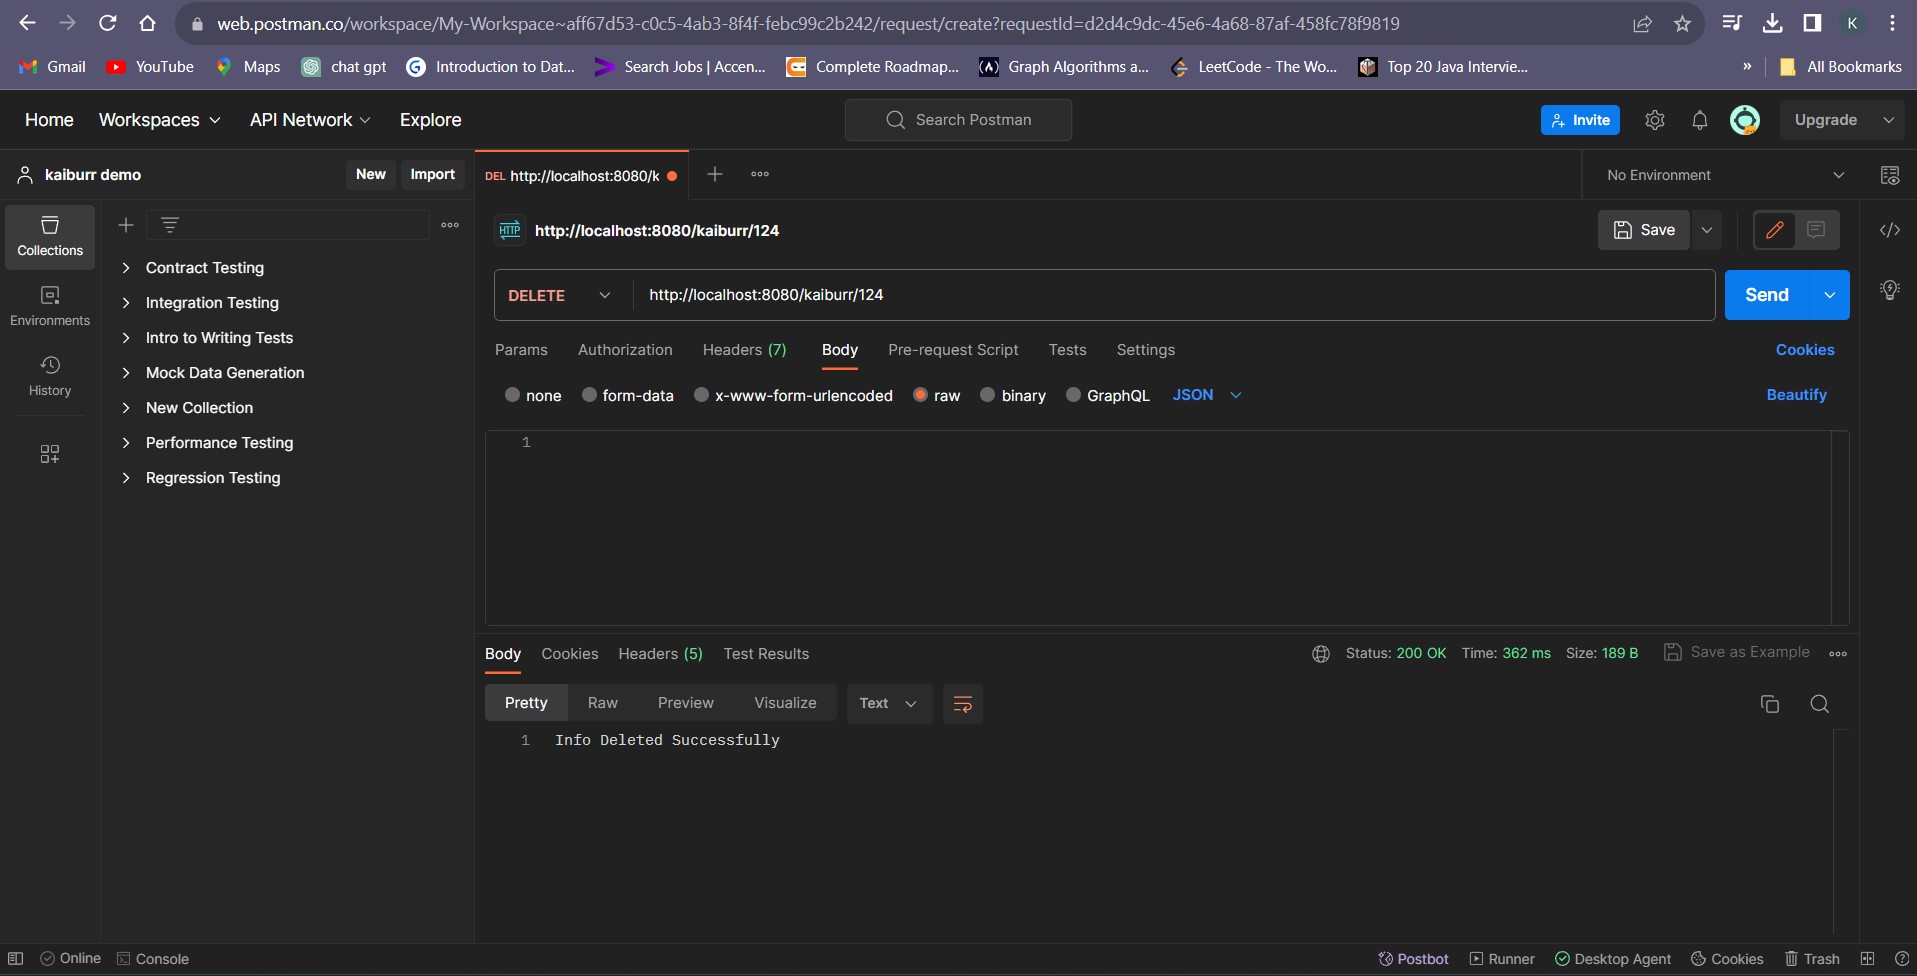 web.postman.co/workspace/My-Workspace~aff67d53-c0c5-4ab3-8f4f-febc99c2b242/request/create?requestId=d2d4c9dc-45e6-4a68-87af-458fc78f9819
K
Gmail YouTube Maps chat gpt Introduction to Dat... Search Jobs | Accen... Complete Roadmap... Graph Algorithms a... LeetCode - The Wo... Top 20 Java Intervie... » All Bookmarks
Home Workspaces API Network Explore Search Postman Invite Upgrade
kaiburr demo New Import DEL http://localhost:8080/k No Environment
Collections
Environments
History
Contract Testing
Integration Testing
Intro to Writing Tests
Mock Data Generation
New Collection
Performance Testing
Regression Testing
HTTP http://localhost:8080/kaiburr/124 Save
DELETE http://localhost:8080/kaiburr/124 Send
Params Authorization Headers (7) Body Pre-request Script Tests Settings Cookies
none form-data x-www-form-urlencoded raw binary GraphQL JSON Beautify
1
Body Cookies Headers (5) Test Results Status: 200 OK Time: 362 ms Size: 189 B Save as Example
Pretty Raw Preview Visualize Text
1 Info Deleted Successfully
Online Console Postbot Runner Desktop Agent Cookies Trash